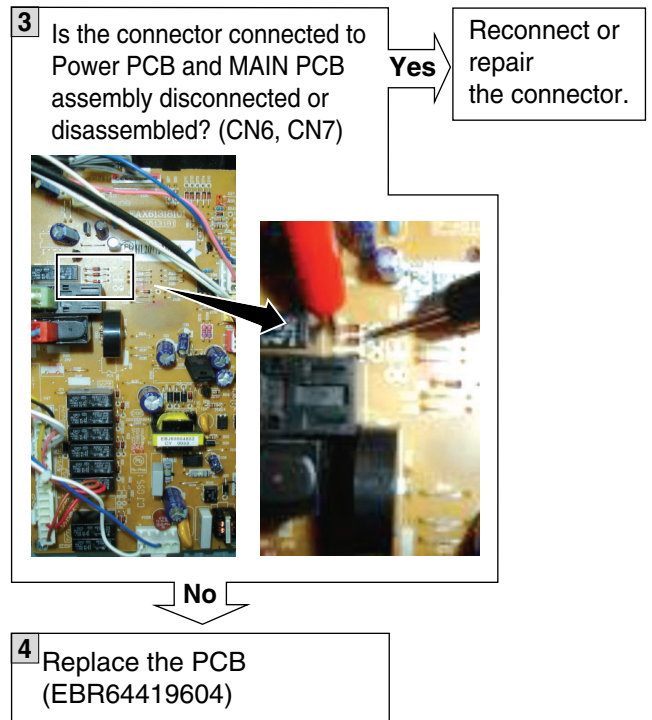 3
Is the connector connected to
Power PCB and MAIN PCB
assembly disconnected or
disassembled? (CN6, CN7)
Yes
Reconnect or
repair
the connector.
No
4
Replace the PCB
(EBR64419604)